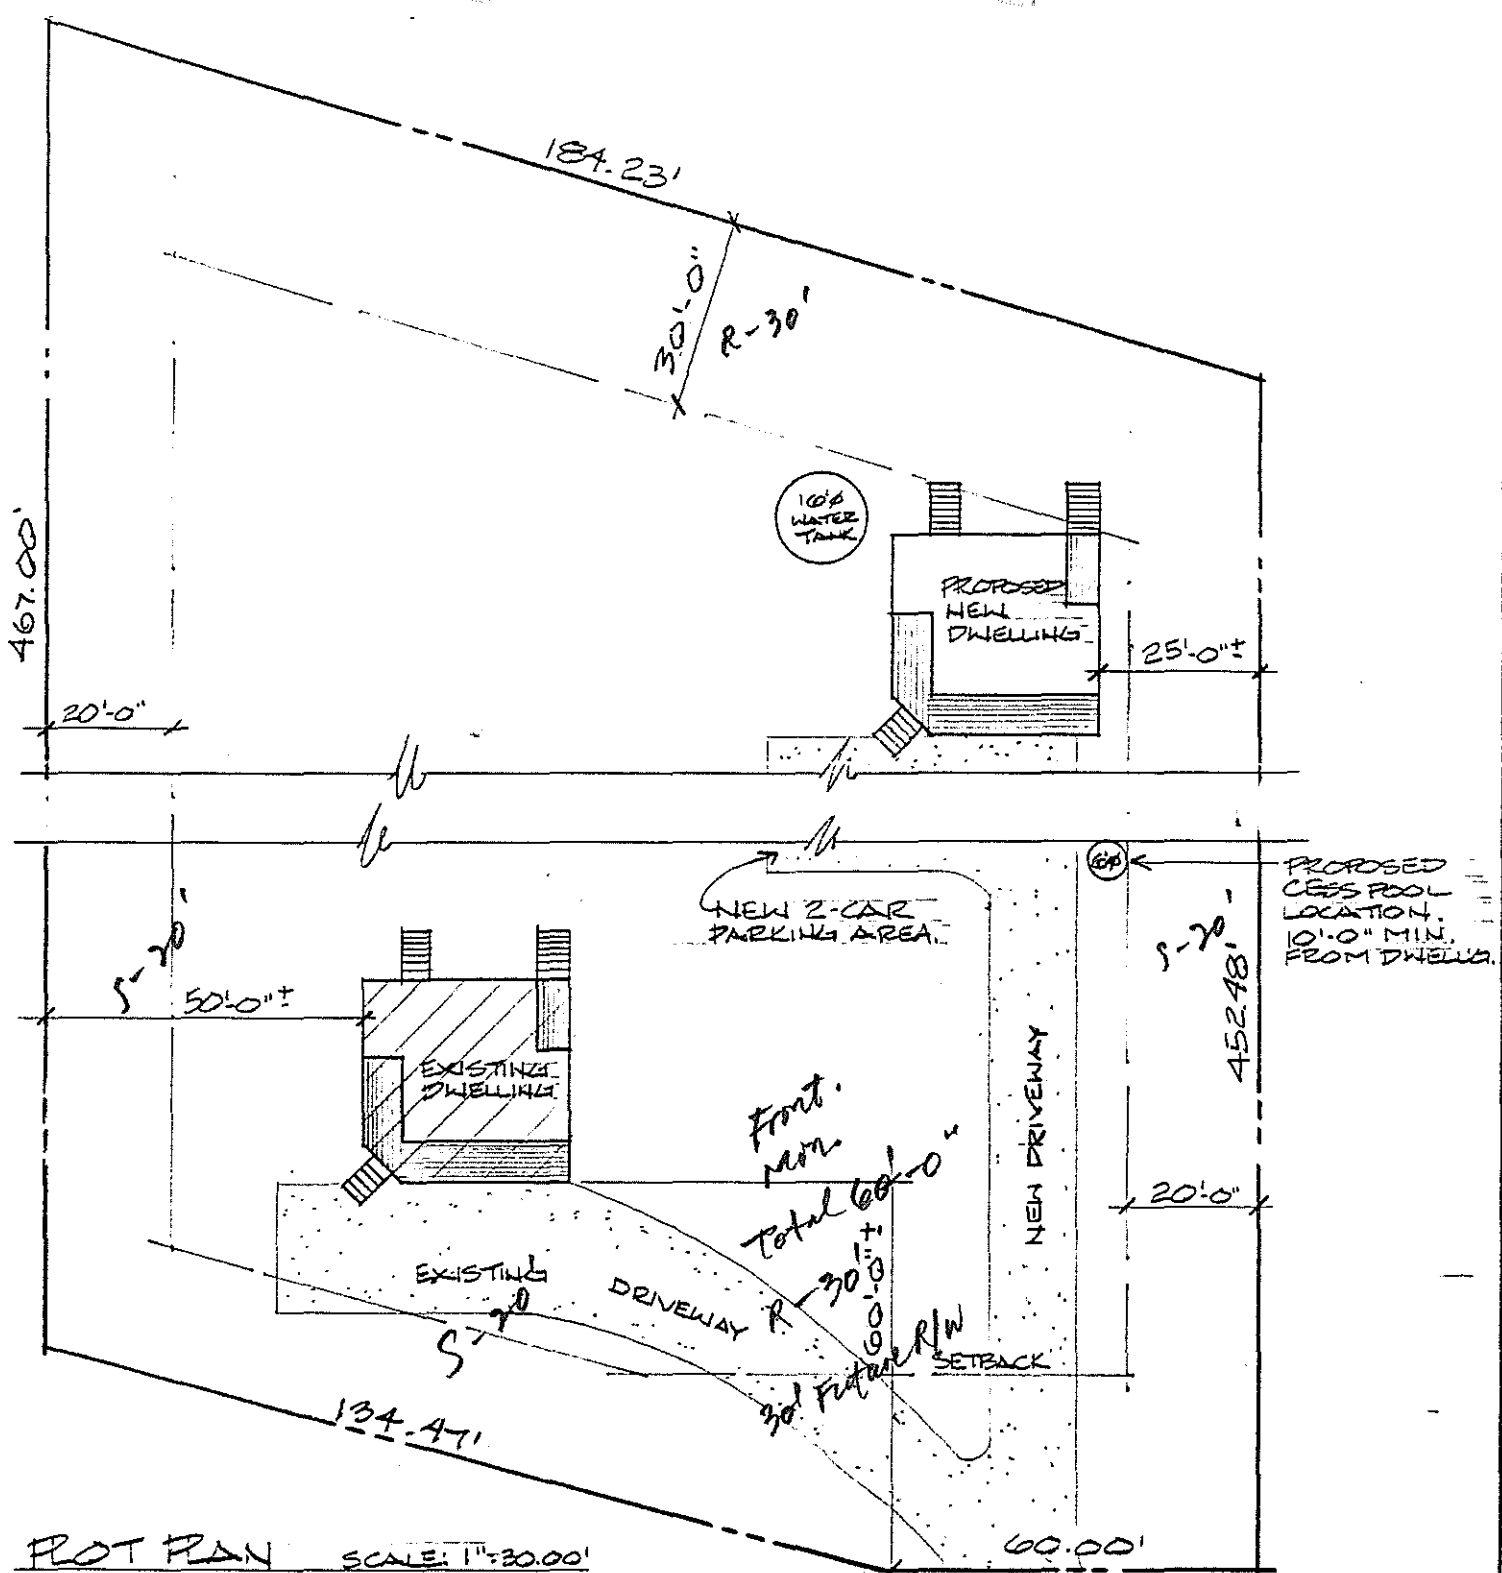 184.23'
30'-0"
R-30'
467.00'
WATER
TANK
PROPOSED
NEW
DWELLING
25'-0"±
20'-0"
NEW 2-CAR
PARKING AREA.
PROPOSED
CESSPOOL
LOCATION.
10'-0" MIN.
FROM DWELLG.
S-20'
S-20'
452.48'
50'-0"±
EXISTING
DWELLING
NEW DRIVEWAY
Front.
Min.
Total 60'-0"
20'-0"
EXISTING
DRIVEWAY
R-30'
60'-0"±
S-20'
30' Future R/W
SETBACK
134.47'
60.00'
PLOT PLAN SCALE: 1"=30.00'